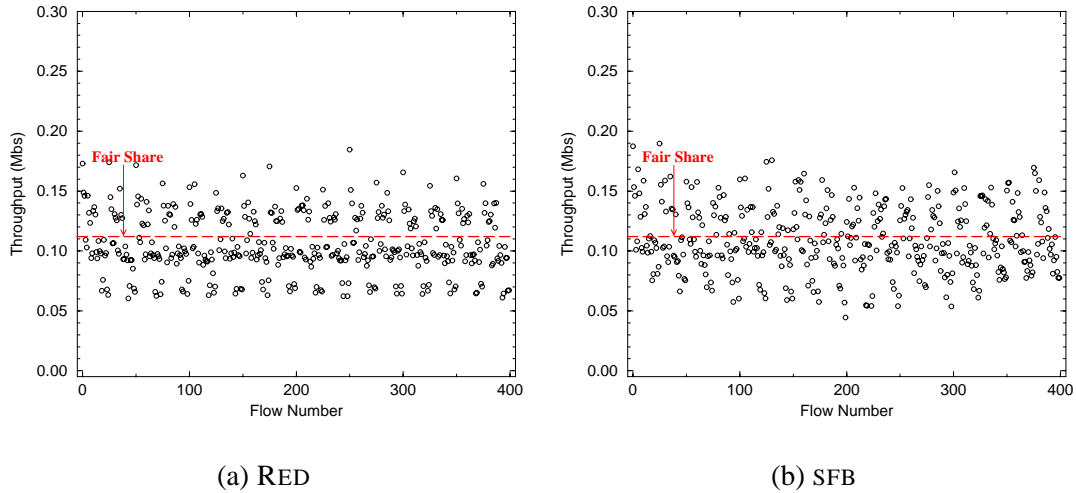 0.30
0.25
0.20
0.15
0.10
0.05
0.00
Throughput (Mbs)
Fair Share
0 100 200 300 400
Flow Number
(a) RED
0.30
0.25
0.20
0.15
0.10
0.05
0.00
Throughput (Mbs)
Fair Share
0 100 200 300 400
Flow Number
(b) SFB